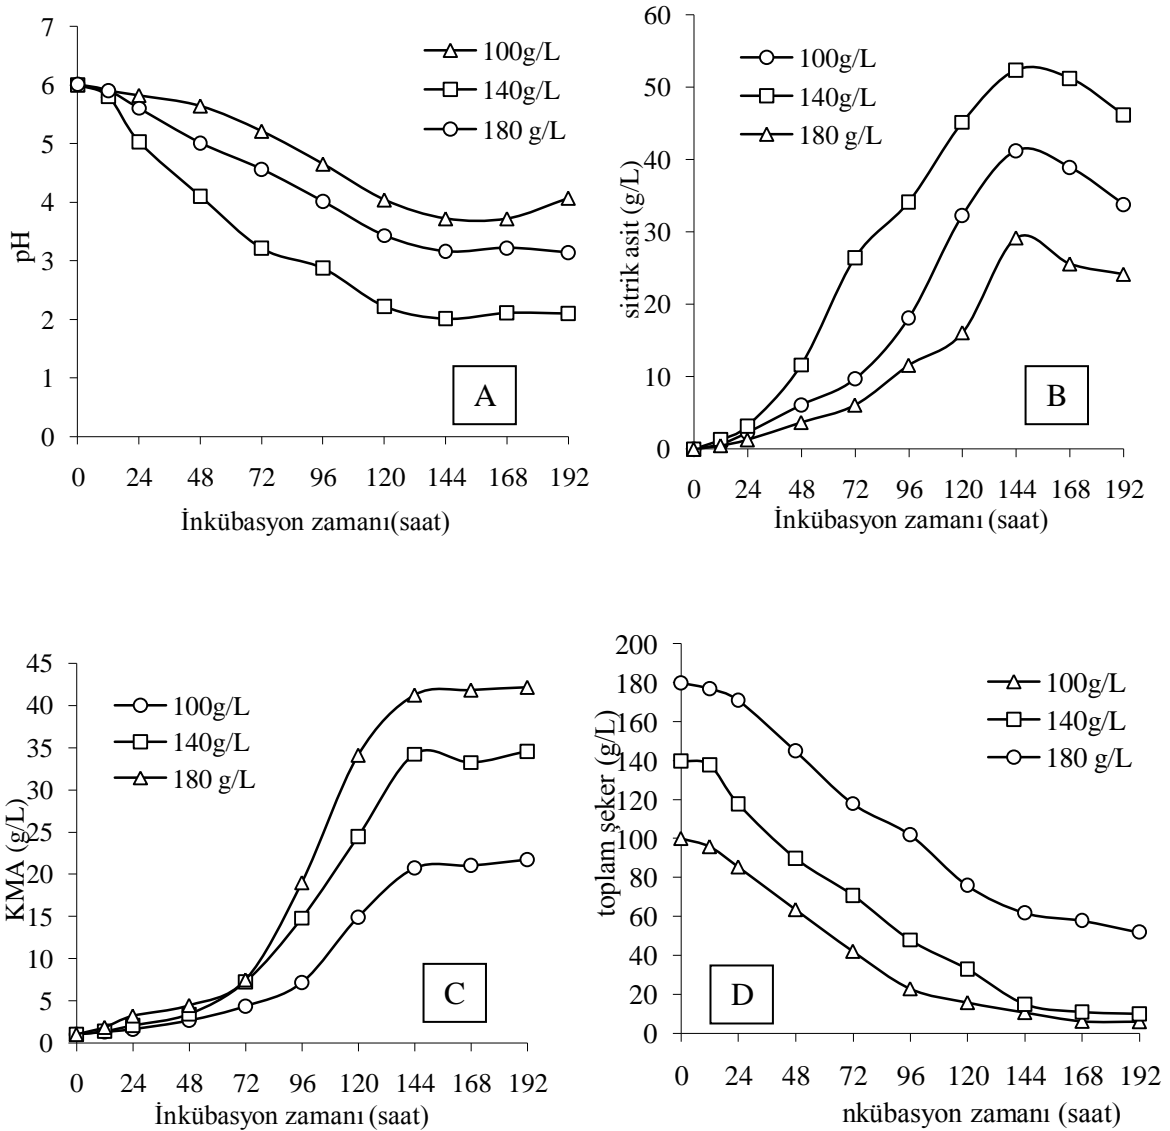 7
6
5
4
3
2
1
0
pH
100g/L
140g/L
180 g/L
A
0 24 48 72 96 120 144 168 192
İnkübasyon zamanı(saat)
60
50
40
30
20
10
0
sitrik asit (g/L)
100g/L
140g/L
180 g/L
B
0 24 48 72 96 120 144 168 192
İnkübasyon zamanı (saat)
45
40
35
30
25
20
15
10
5
0
KMA (g/L)
100g/L
140g/L
180 g/L
C
0 24 48 72 96 120 144 168 192
İnkübasyon zamanı (saat)
200
180
160
140
120
100
80
60
40
20
0
toplam şeker (g/L)
100g/L
140g/L
180 g/L
D
0 24 48 72 96 120 144 168 192
nkübasyon zamanı (saat)